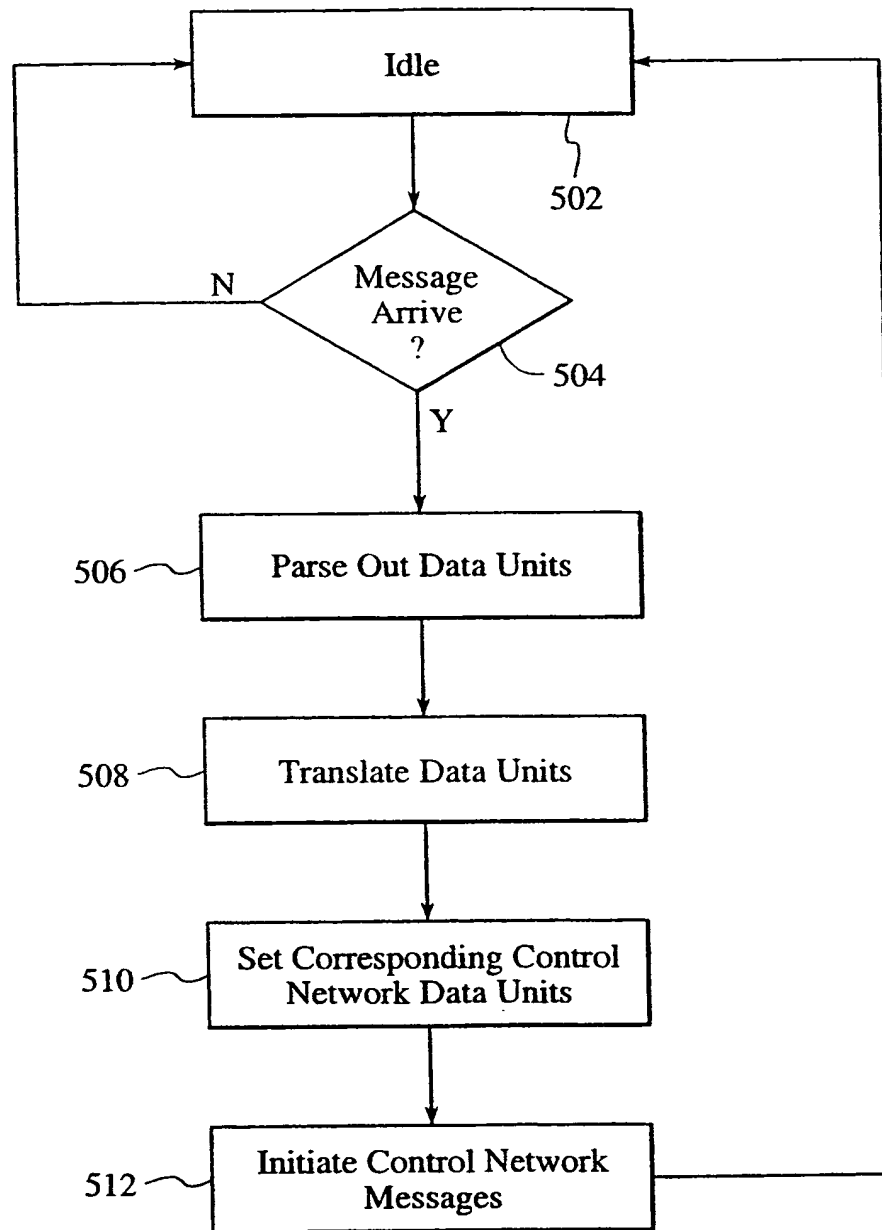 Idle
502
N
Message
Arrive
?
504
Y
506
Parse Out Data Units
508
Translate Data Units
510
Set Corresponding Control
Network Data Units
512
Initiate Control Network
Messages